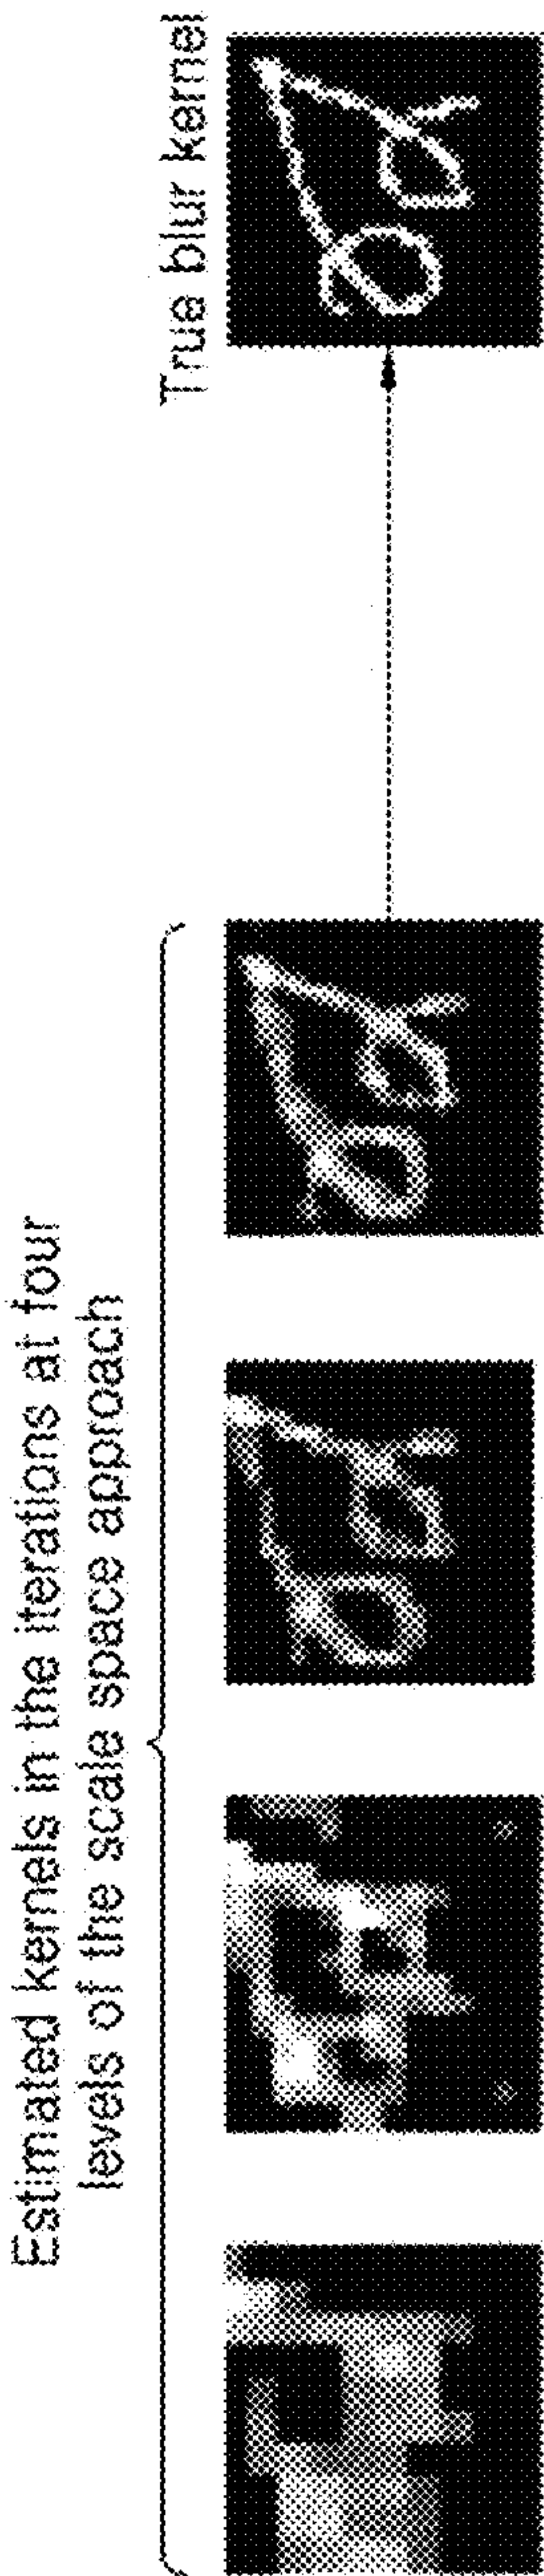 Estimated kernels in the iterations at four
levels of the scale space approach
True blur kernel